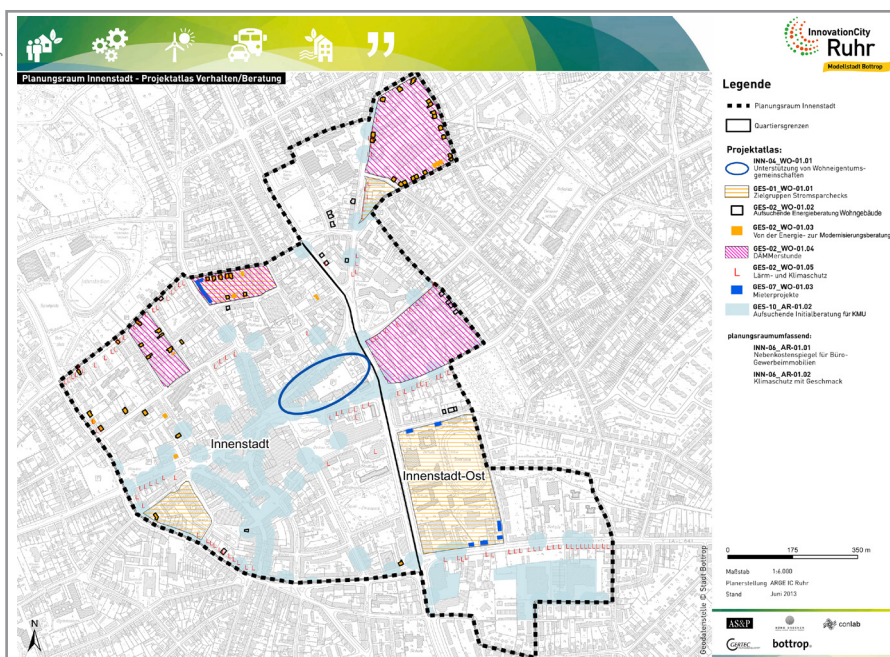 InnovationCity
Ruhr
Modellstadt Bottrop
Planungsraum Innenstadt - Projektatlas Verhalten/Beratung
Innenstadt
Innenstadt-Ost
N
Geodatenstelle © Stadt Bottrop
Legende
Planungsraum Innenstadt
Quartiersgrenzen
Projektatlas:
INN-04_WO-01.01
Unterstützung von Wohneigentums-
gemeinschaften
GES-01_WO-01.01
Zielgruppen Stromsparchecks
GES-02_WO-01.02
Aufsuchende Energieberatung Wohngebäude
GES-02_WO-01.03
Von der Energie- zur Modernisierungsberatung
GES-02_WO-01.04
DÄMMerstunde
GES-02_WO-01.05
Lärm- und Klimaschutz
GES-07_WO-01.03
Mieterprojekte
GES-10_AR-01.02
Aufsuchende Initialberatung für KMU
planungsraumumfassend:
INN-06_AR-01.01
Nebenkostenspiegel für Büro-
Gewerbeimmobilien
INN-06_AR-01.02
Klimaschutz mit Geschmack
0 175 350 m
Maßstab 1:6.000
Planerstellung ARGE IC Ruhr
Stand Juni 2013
AS&P
conlab
GERTEC
bottrop.